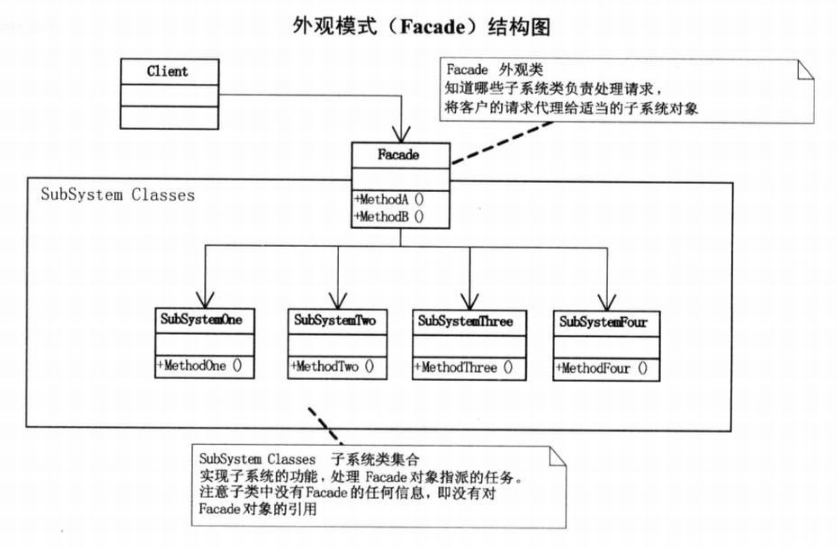 外观模式（Facade）结构图
Client
Facade 外观类
知道哪些子系统类负责处理请求，
将客户的请求代理给适当的子系统对象
Facade
+MethodA ()
+MethodB ()
SubSystem Classes
SubSystemOne
+MethodOne ()
SubSystemTwo
+MethodTwo ()
SubSystemThree
+MethodThree ()
SubSystemFour
+MethodFour ()
SubSystem Classes 子系统类集合
实现子系统的功能，处理 Facade 对象指派的任务。
注意子类中没有Facade的任何信息，即没有对
Facade对象的引用